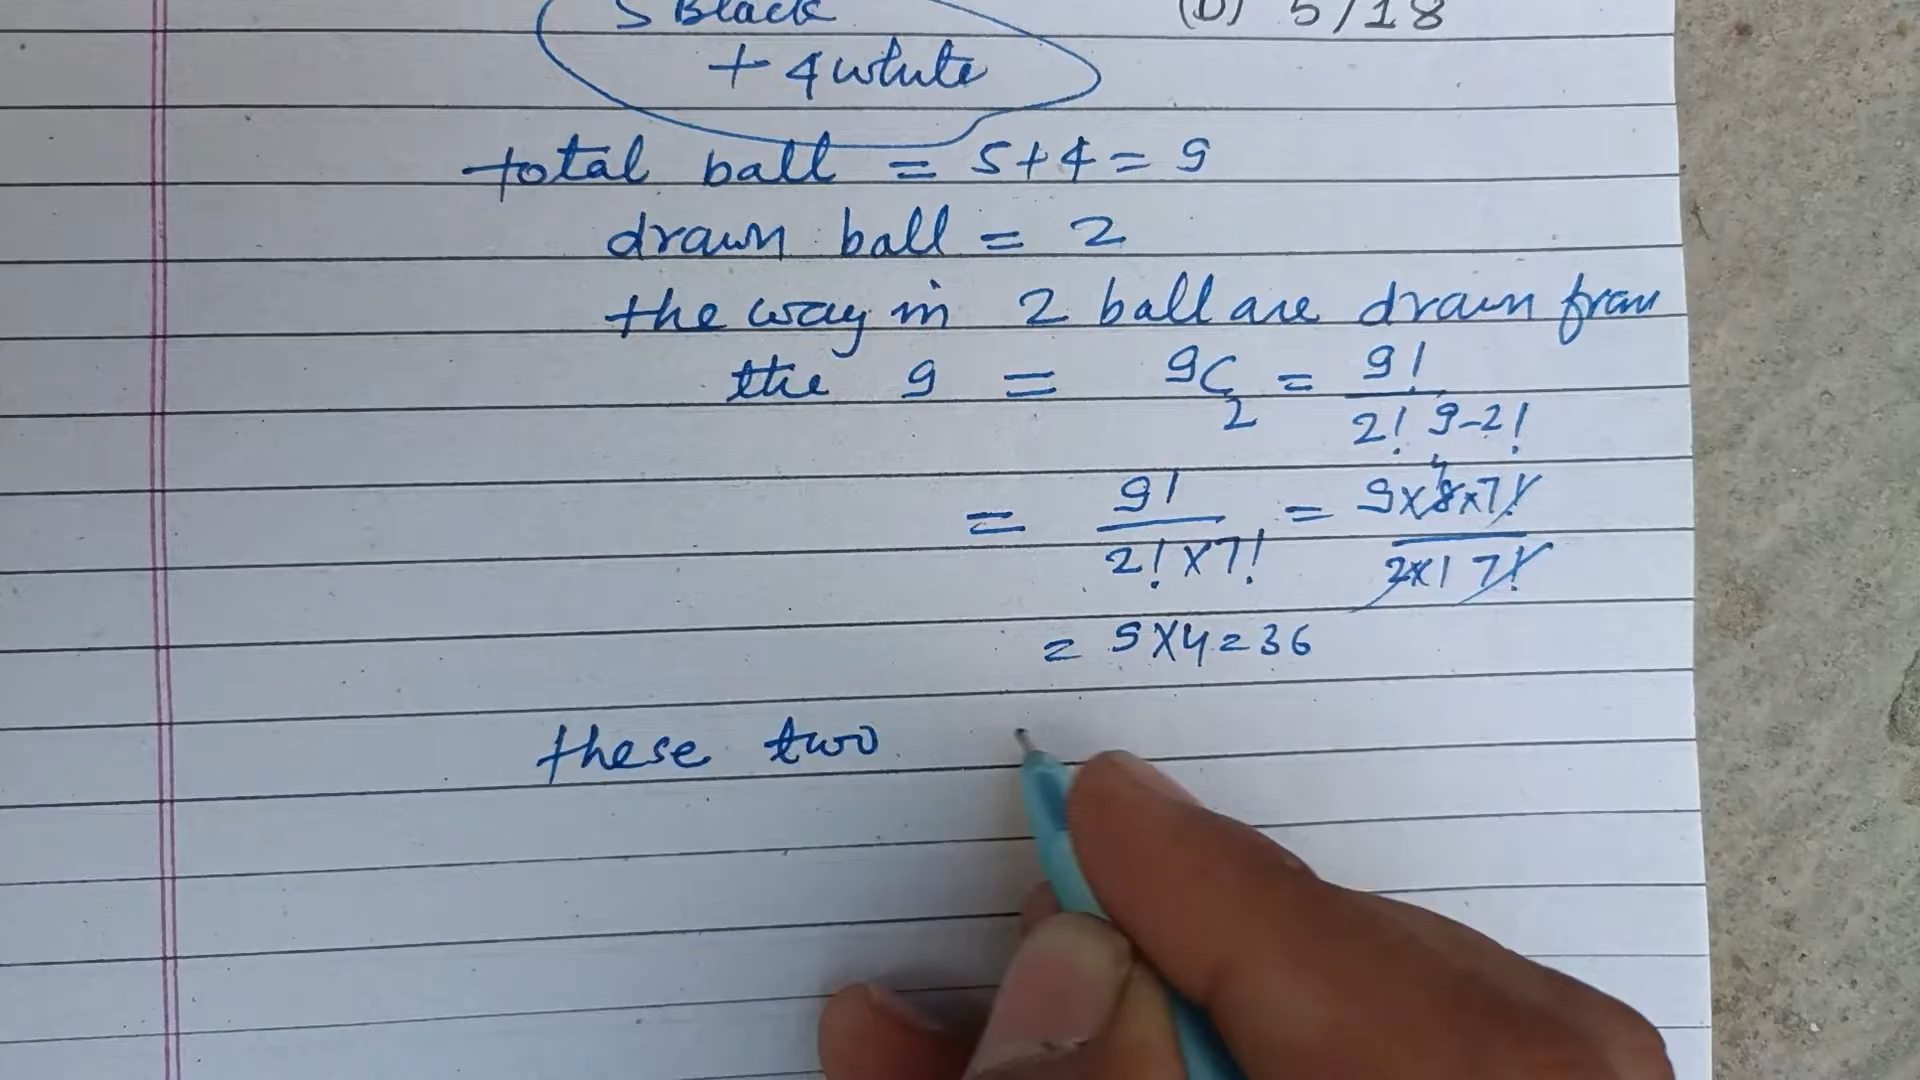 5 Black
(D) 5/18
+ 4 white
total ball = 5+4 = 9
drawn ball = 2
the way in 2 ball are drawn from
the 9 = 9C2 = 9!/2! 9-2!
= 9!/2!×7! = 9×8×7!/2×1 7! 4
= 9×4=36
these two